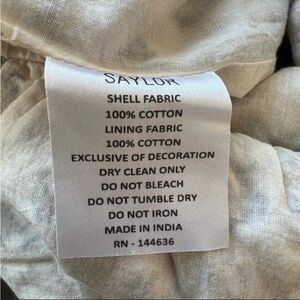 SAYLOR
SHELL FABRIC
100% COTTON
LINING FABRIC
100% COTTON
EXCLUSIVE OF DECORATION
DRY CLEAN ONLY
DO NOT BLEACH
DO NOT TUMBLE DRY
DO NOT IRON
MADE IN INDIA
RN - 144636